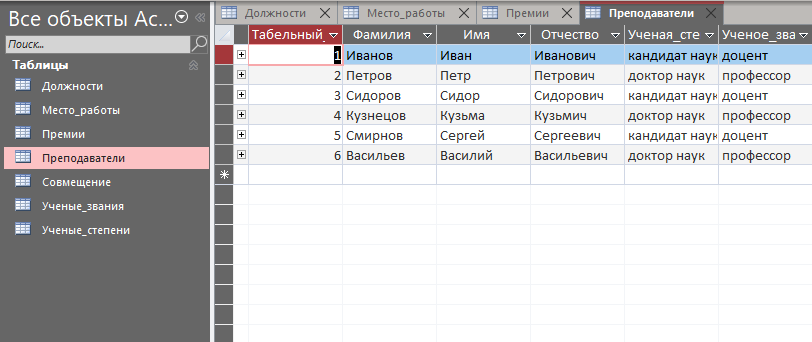 Все объекты Ac...
Поиск...
Таблицы
Должности
Место_работы
Премии
Преподаватели
Совмещение
Ученые_звания
Ученые_степени
Должности Место_работы Премии Преподаватели
Табельный_ Фамилия Имя Отчество Ученая_сте Ученое_зва
1 Иванов Иван Иванович кандидат наук доцент
2 Петров Петр Петрович доктор наук профессор
3 Сидоров Сидор Сидорович кандидат наук доцент
4 Кузнецов Кузьма Кузьмич доктор наук профессор
5 Смирнов Сергей Сергеевич кандидат наук доцент
6 Васильев Василий Васильевич доктор наук профессор